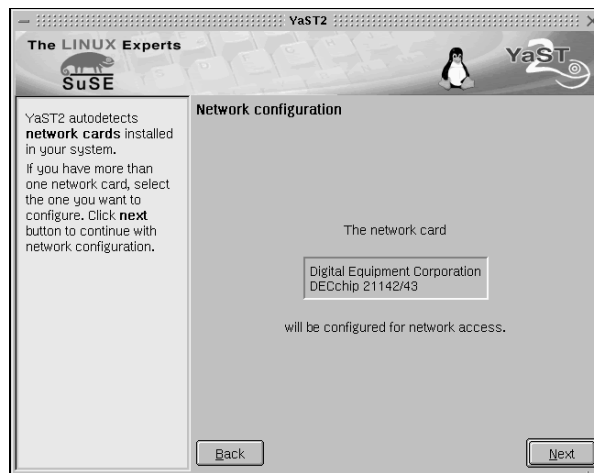 YaST2
The LINUX Experts
SuSE
YaST
YaST2 autodetects
network cards installed
in your system.
If you have more than
one network card, select
the one you want to
configure. Click next
button to continue with
network configuration.
Network configuration
The network card
Digital Equipment Corporation
DECchip 21142/43
will be configured for network access.
Back
Next